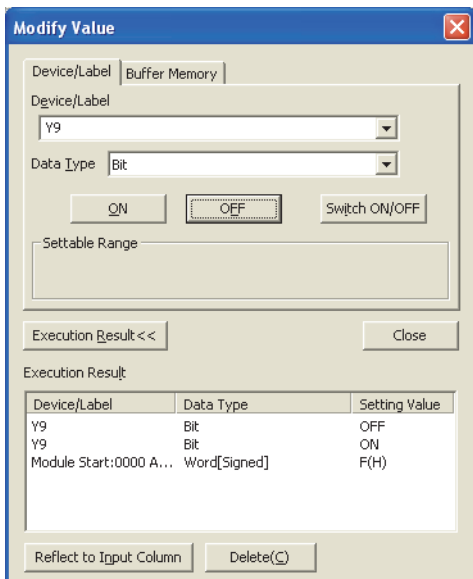 Modify Value
Device/Label Buffer Memory
Device/Label
Y9
Data Type Bit
ON OFF Switch ON/OFF
Settable Range
Execution Result<< Close
Execution Result
Device/Label Data Type Setting Value
Y9 Bit OFF
Y9 Bit ON
Module Start:0000 A... Word[Signed] F(H)
Reflect to Input Column Delete(C)